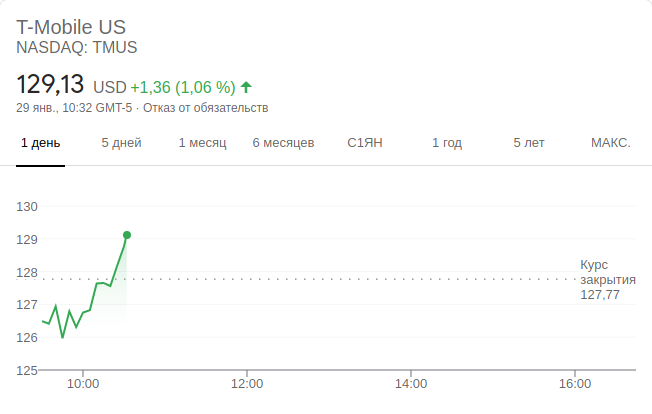 T-Mobile US
NASDAQ: TMUS
129,13 USD +1,36 (1,06 %)
29 янв., 10:32 GMT-5 · Отказ от обязательств
1 день 5 дней 1 месяц 6 месяцев С1ЯН 1 год 5 лет МАКС.
130
129
128
127
126
125
Курс
закрытия
127,77
10:00 12:00 14:00 16:00